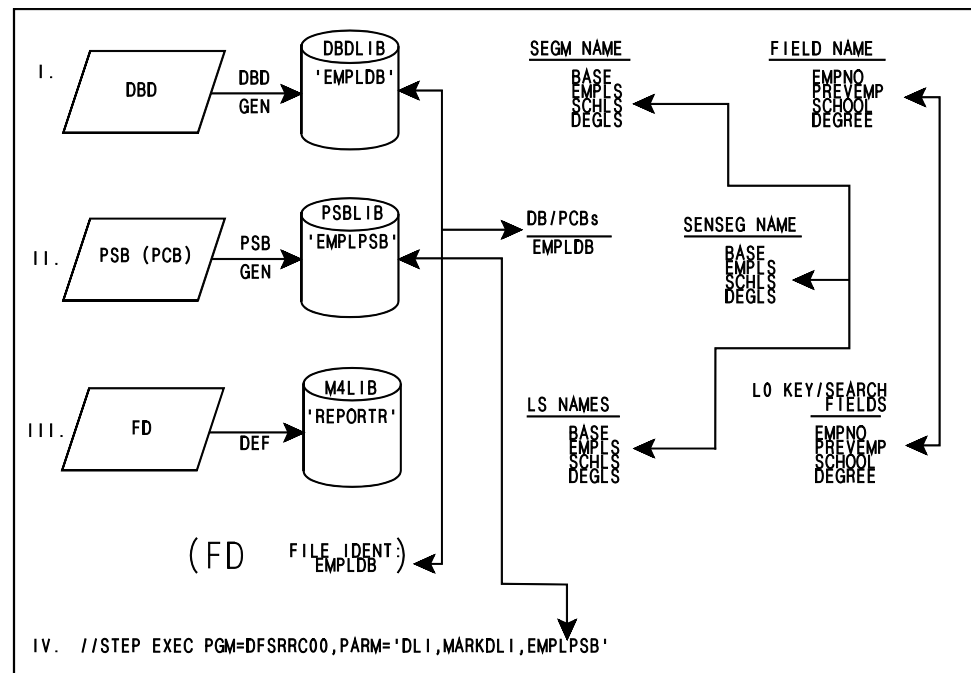 I.
DBD
DBD
GEN
DBDLIB
'EMPLDB'
SEGM NAME
BASE
EMPLS
SCHLS
DEGLS
FIELD NAME
EMPNO
PREVEMP
SCHOOL
DEGREE
II.
PSB (PCB)
PSB
GEN
PSBLIB
'EMPLPSB'
DB/PCBs
EMPLDB
SENSEG NAME
BASE
EMPLS
SCHLS
DEGLS
III.
FD
DEF
M4LIB
'REPORTR'
LS NAMES
BASE
EMPLS
SCHLS
DEGLS
L0 KEY/SEARCH
FIELDS
EMPNO
PREVEMP
SCHOOL
DEGREE
(FD FILE IDENT:
EMPLDB )
IV. //STEP EXEC PGM=DFSRRC00,PARM='DLI,MARKDLI,EMPLPSB'